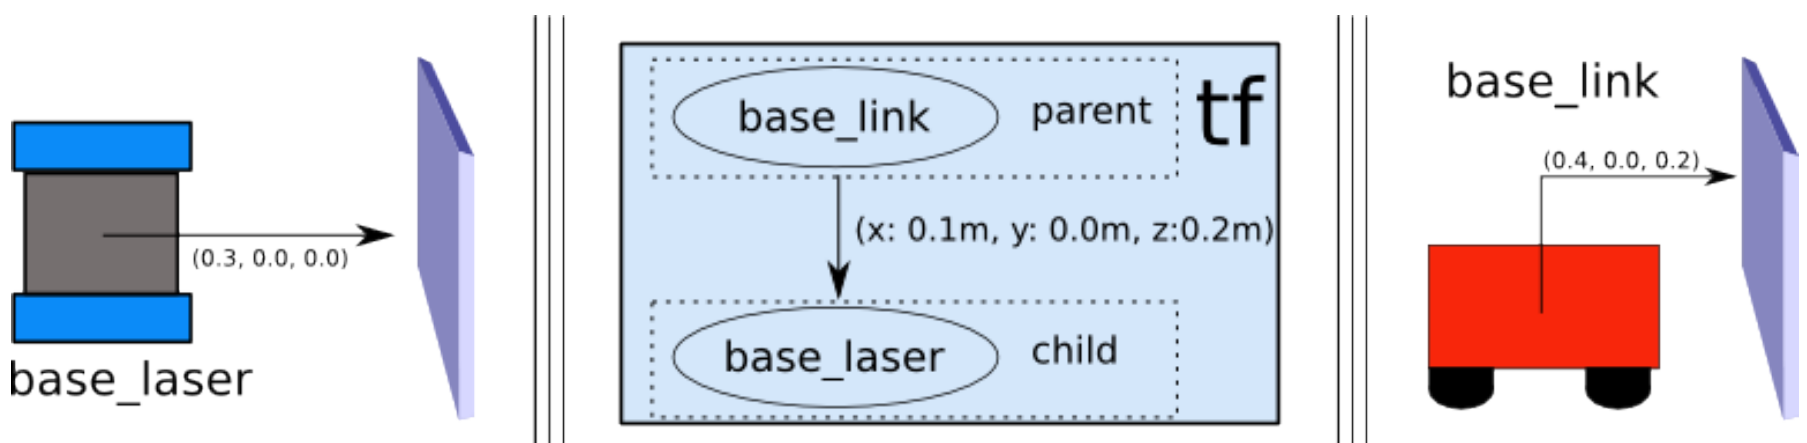 (0.3, 0.0, 0.0)
base_laser
base_link
parent
tf
(x: 0.1m, y: 0.0m, z:0.2m)
base_laser
child
base_link
(0.4, 0.0, 0.2)